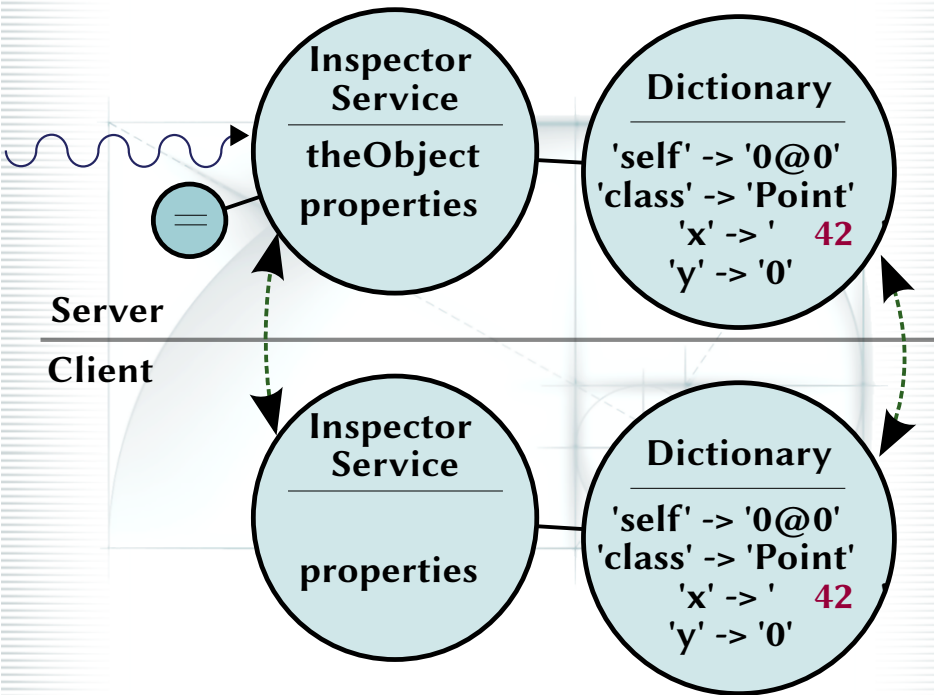 Inspector
Service
theObject
properties
Dictionary
'self' -> '0@0'
'class' -> 'Point'
'x' -> ' 42 '
'y' -> '0'
Server
Client
Inspector
Service
properties
Dictionary
'self' -> '0@0'
'class' -> 'Point'
'x' -> ' 42 '
'y' -> '0'